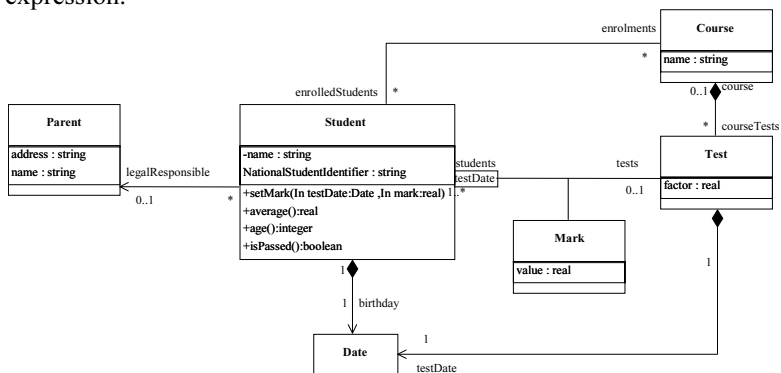 expression.
enrolments
Course
name : string
*
enrolledStudents
*
0..1
course
Parent
Student
*
courseTests
Test
address : string
name : string
-name : string
NationalStudentIdentifier : string
legalResponsible
students
tests
testDate
factor : real
+setMark(In testDate:Date ,In mark:real)
1..*
0..1
0..1
*
+average():real
+age():integer
+isPassed():boolean
Mark
value : real
1
1
1
birthday
Date
1
testDate